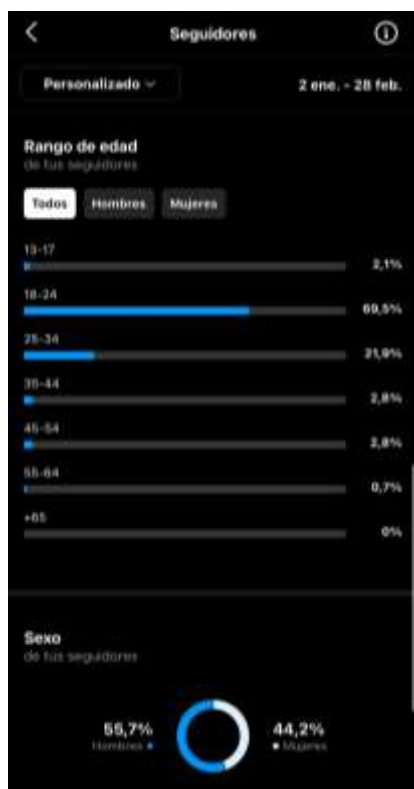 Seguidores
Personalizado
2 ene. - 28 feb.
Rango de edad
de tus seguidores
Todos Hombres Mujeres
13-17
2,1%
18-24
69,5%
25-34
21,9%
35-44
2,8%
45-54
2,8%
55-64
0,7%
+65
0%
Sexo
de tus seguidores
55,7%
Hombres
44,2%
Mujeres